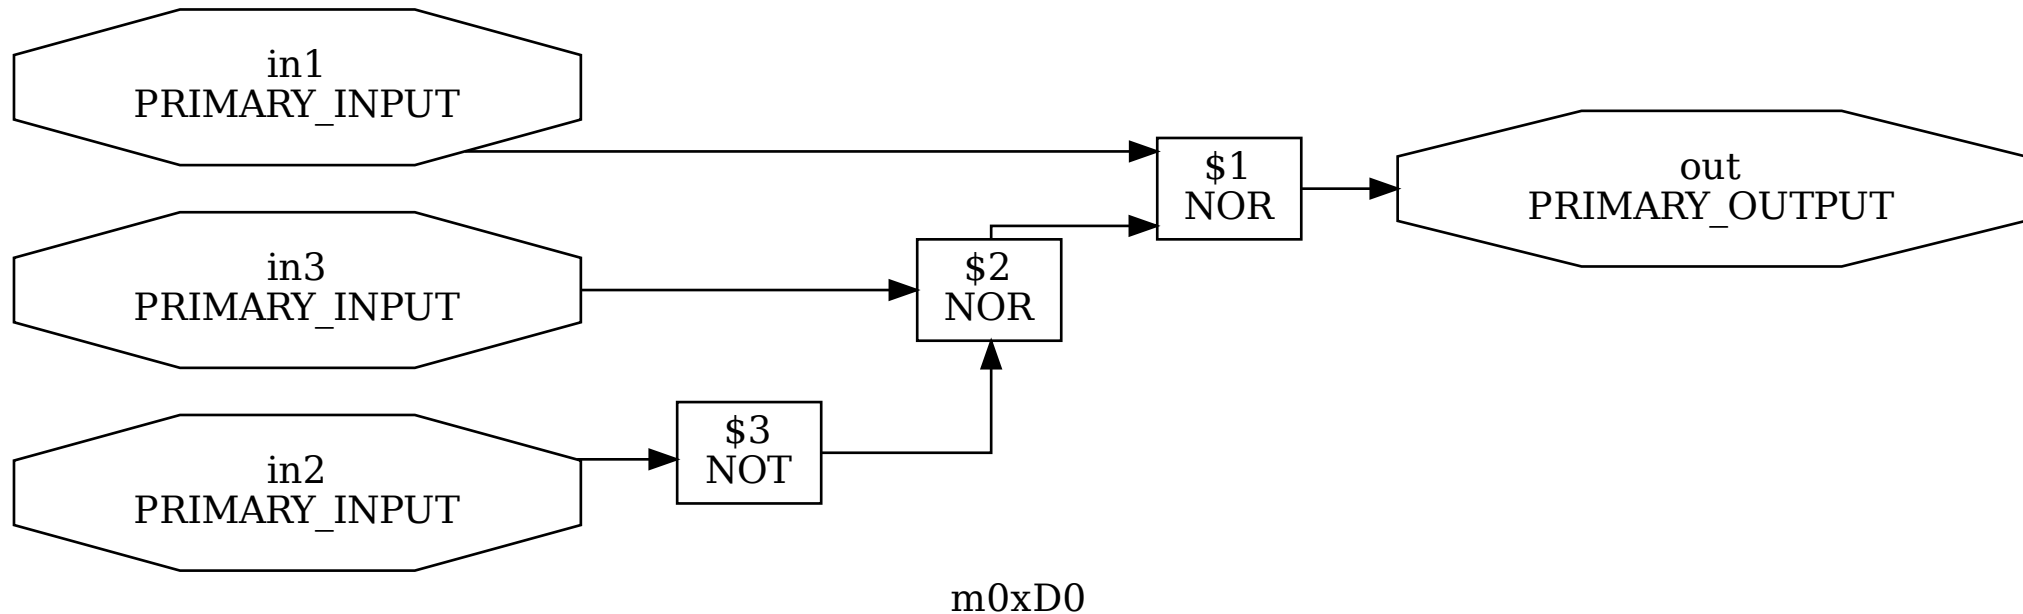 in1
PRIMARY_INPUT
$1
NOR
out
PRIMARY_OUTPUT
in3
PRIMARY_INPUT
$2
NOR
in2
PRIMARY_INPUT
$3
NOT
m0xD0